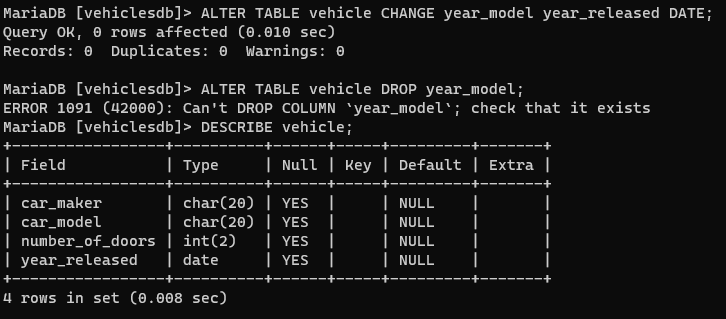 MariaDB [vehiclesdb]> ALTER TABLE vehicle CHANGE year_model year_released DATE;
Query OK, 0 rows affected (0.010 sec)
Records: 0  Duplicates: 0  Warnings: 0

MariaDB [vehiclesdb]> ALTER TABLE vehicle DROP year_model;
ERROR 1091 (42000): Can't DROP COLUMN `year_model`; check that it exists
MariaDB [vehiclesdb]> DESCRIBE vehicle;
+-----------------+----------+------+-----+---------+-------+
| Field           | Type     | Null | Key | Default | Extra |
+-----------------+----------+------+-----+---------+-------+
| car_maker       | char(20) | YES  |     | NULL    |       |
| car_model       | char(20) | YES  |     | NULL    |       |
| number_of_doors | int(2)   | YES  |     | NULL    |       |
| year_released   | date     | YES  |     | NULL    |       |
+-----------------+----------+------+-----+---------+-------+
4 rows in set (0.008 sec)